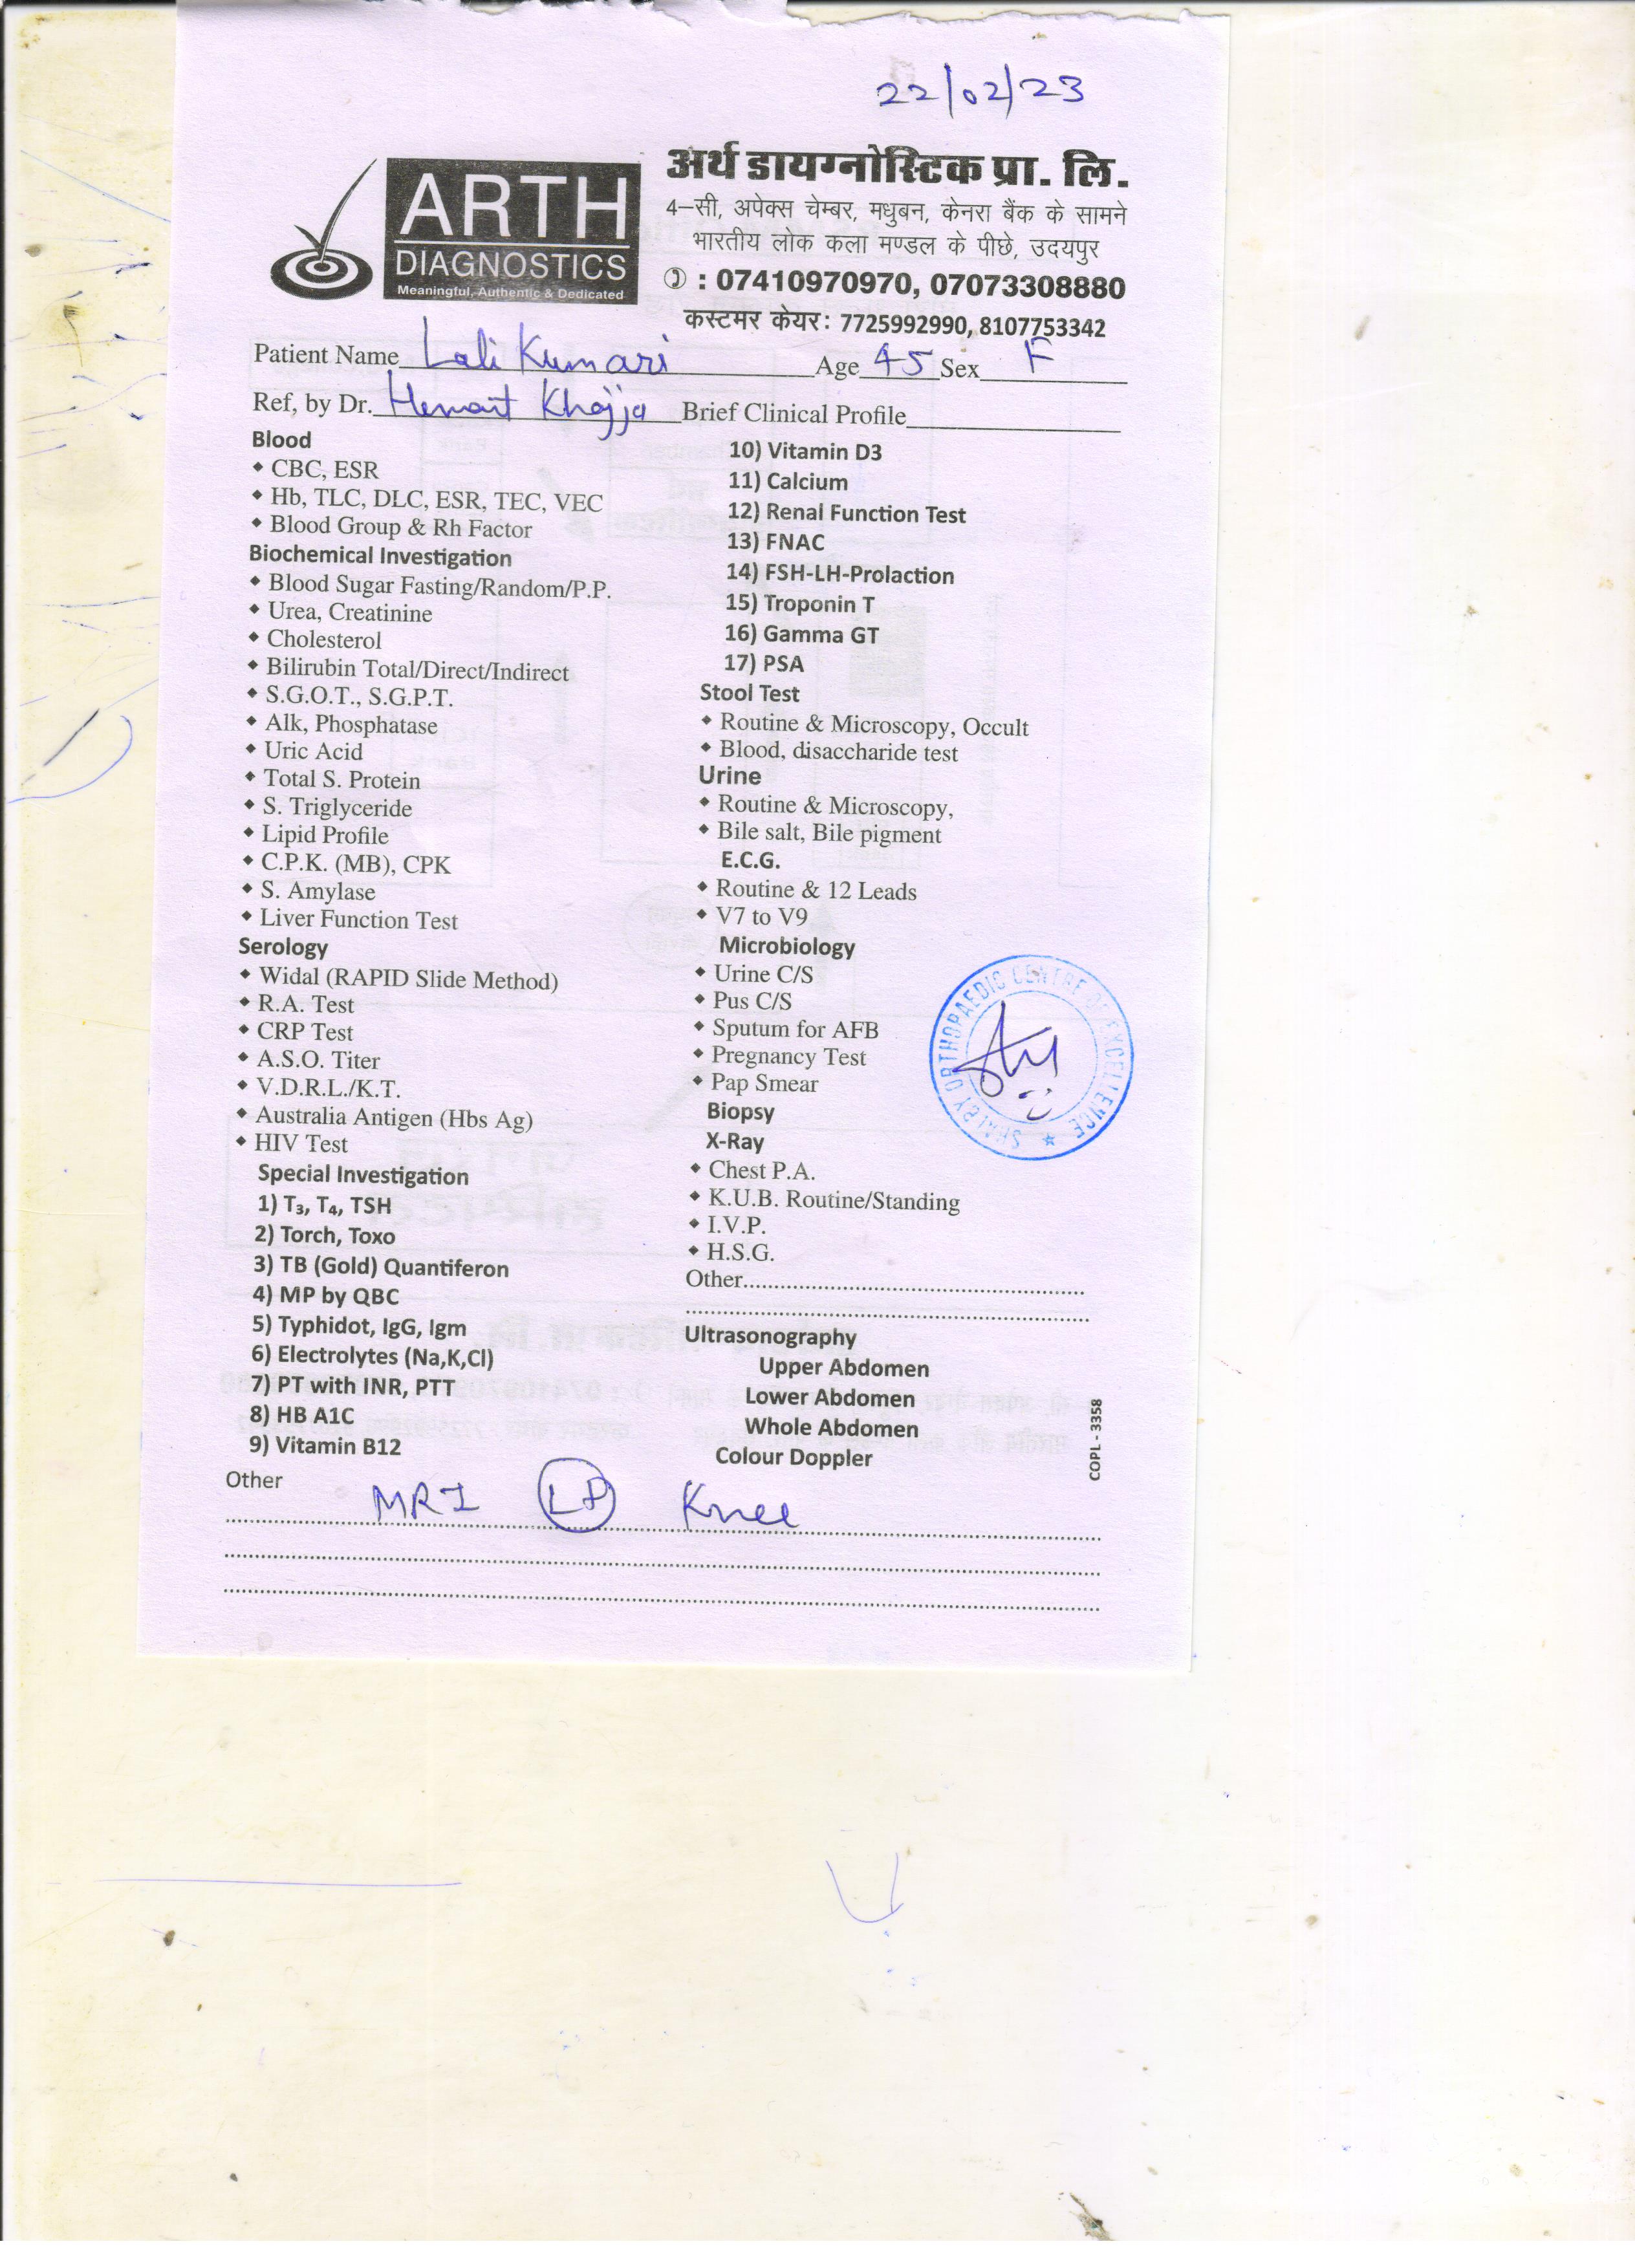 22/02/23
ARTH
DIAGNOSTICS
Meaningful, Authentic & Dedicated
अर्थ डायग्नोस्टिक प्रा. लि.
4–सी, अपेक्स चेम्बर, मधुबन, केनरा बैंक के सामने
भारतीय लोक कला मण्डल के पीछे, उदयपुर
: 07410970970, 07073308880
कस्टमर केयर: 7725992990, 8107753342
Patient Name Lali Kumari Age 45 Sex F
Ref, by Dr. Hemant Khajja Brief Clinical Profile
Blood
CBC, ESR
Hb, TLC, DLC, ESR, TEC, VEC
Blood Group & Rh Factor
Biochemical Investigation
Blood Sugar Fasting/Random/P.P.
Urea, Creatinine
Cholesterol
Bilirubin Total/Direct/Indirect
S.G.O.T., S.G.P.T.
Alk, Phosphatase
Uric Acid
Total S. Protein
S. Triglyceride
Lipid Profile
C.P.K. (MB), CPK
S. Amylase
Liver Function Test
Serology
Widal (RAPID Slide Method)
R.A. Test
CRP Test
A.S.O. Titer
V.D.R.L./K.T.
Australia Antigen (Hbs Ag)
HIV Test
Special Investigation
1) T₃, T₄, TSH
2) Torch, Toxo
3) TB (Gold) Quantiferon
4) MP by QBC
5) Typhidot, IgG, Igm
6) Electrolytes (Na,K,Cl)
7) PT with INR, PTT
8) HB A1C
9) Vitamin B12
10) Vitamin D3
11) Calcium
12) Renal Function Test
13) FNAC
14) FSH-LH-Prolaction
15) Troponin T
16) Gamma GT
17) PSA
Stool Test
Routine & Microscopy, Occult
Blood, disaccharide test
Urine
Routine & Microscopy,
Bile salt, Bile pigment
E.C.G.
Routine & 12 Leads
V7 to V9
Microbiology
Urine C/S
Pus C/S
Sputum for AFB
Pregnancy Test
Pap Smear
Biopsy
X-Ray
Chest P.A.
K.U.B. Routine/Standing
I.V.P.
H.S.G.
Other
Ultrasonography
Upper Abdomen
Lower Abdomen
Whole Abdomen
Colour Doppler
COPL - 3358
SHALBY ORTHOPAEDIC CENTRE OF EXCELLENCE
Other
MRI Knee